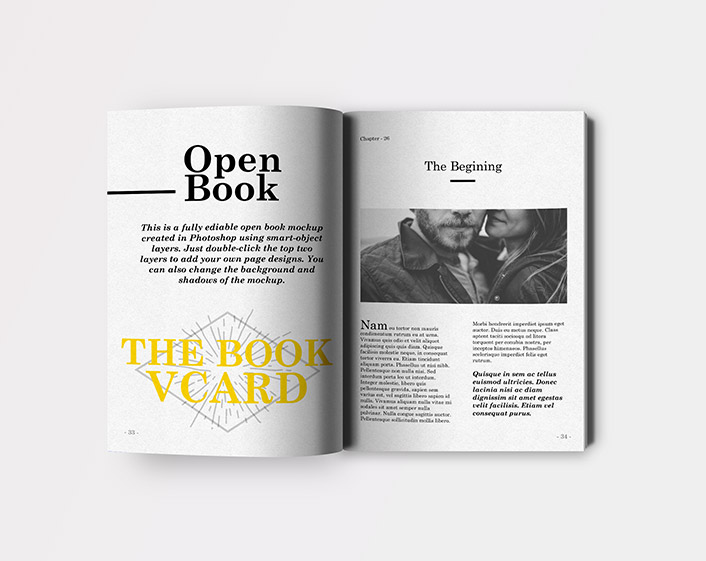 Open
Book
This is a fully ediable open book mockup
created in Photoshop using smart-object
layers. Just double-click the top two
layers to add your own page designs. You
can also change the background and
shadows of the mockup.
THE BOOK
VCARD
- 33 -
Chapter - 26
The Begining
Nam eu tortor non mauris
condimentum rutrum eu at urna.
Vivamus quis odio et velit aliquet
adipiscing quis quis diam. Quisque
facilisis molestie neque, in consequat
tortor viverra eu. Etiam tincidunt
aliquam porta. Phasellus ut nisi nibh.
Pellentesque non nulla nisi. Sed
interdum porta leo ut interdum.
Integer molestie, libero quis
pellentesque gravida, sapien sem
varius est, vel sagittis libero sapien id
nulla. Vivamus aliquam nulla vitae mi
sodales sit amet semper nulla
pulvinar. Nulla congue sagittis auctor.
Pellentesque sollicitudin mollis libero.
Morbi hendrerit imperdiet ipsum eget
auctor. Duis eu metus neque. Class
aptent taciti sociosqu ad litora
torquent per conubia nostra, per
inceptos himenaeos. Phasellus
scelerisque imperdiet felis eget
rutrum.
Quisque in sem ac tellus
euismod ultricies. Donec
lacinia nisi ac diam
dignissim sit amet egestas
velit facilisis. Etiam vel
consequat purus.
- 34 -